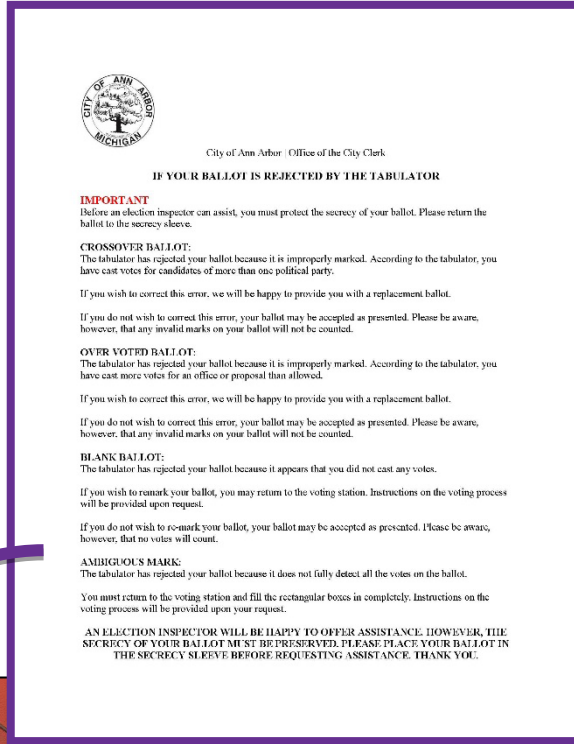 CITY OF ANN ARBOR
MICHIGAN
City of Ann Arbor | Office of the City Clerk
IF YOUR BALLOT IS REJECTED BY THE TABULATOR
IMPORTANT
Before an election inspector can assist, you must protect the secrecy of your ballot. Please return the
ballot to the secrecy sleeve.
CROSSOVER BALLOT:
The tabulator has rejected your ballot because it is improperly marked. According to the tabulator, you
have cast votes for candidates of more than one political party.
If you wish to correct this error, we will be happy to provide you with a replacement ballot.
If you do not wish to correct this error, your ballot may be accepted as presented. Please be aware,
however, that any invalid marks on your ballot will not be counted.
OVER VOTED BALLOT:
The tabulator has rejected your ballot because it is improperly marked. According to the tabulator, you
have cast more votes for an office or proposal than allowed.
If you wish to correct this error, we will be happy to provide you with a replacement ballot.
If you do not wish to correct this error, your ballot may be accepted as presented. Please be aware,
however, that any invalid marks on your ballot will not be counted.
BLANK BALLOT:
The tabulator has rejected your ballot because it appears that you did not cast any votes.
If you wish to remark your ballot, you may return to the voting station. Instructions on the voting process
will be provided upon request.
If you do not wish to re-mark your ballot, your ballot may be accepted as presented. Please be aware,
however, that no votes will count.
AMBIGUOUS MARK:
The tabulator has rejected your ballot because it does not fully detect all the votes on the ballot.
You must return to the voting station and fill the rectangular boxes in completely. Instructions on the
voting process will be provided upon your request.
AN ELECTION INSPECTOR WILL BE HAPPY TO OFFER ASSISTANCE. HOWEVER, THE
SECRECY OF YOUR BALLOT MUST BE PRESERVED. PLEASE PLACE YOUR BALLOT IN
THE SECRECY SLEEVE BEFORE REQUESTING ASSISTANCE. THANK YOU.